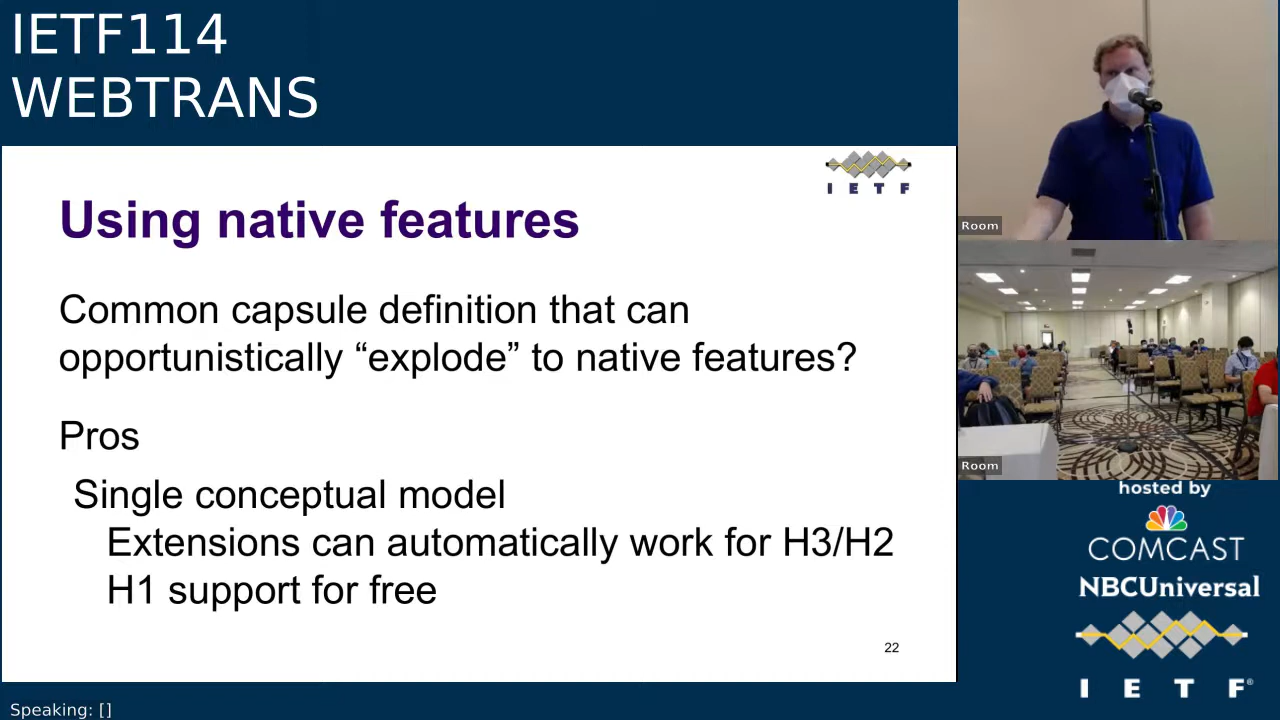 IETF114
WEBTRANS
I E T F
Using native features
Common capsule definition that can
opportunistically “explode” to native features?
Pros
Single conceptual model
Extensions can automatically work for H3/H2
H1 support for free
22
Room
Room
hosted by
COMCAST
NBCUniversal
I E T F®
Speaking: []